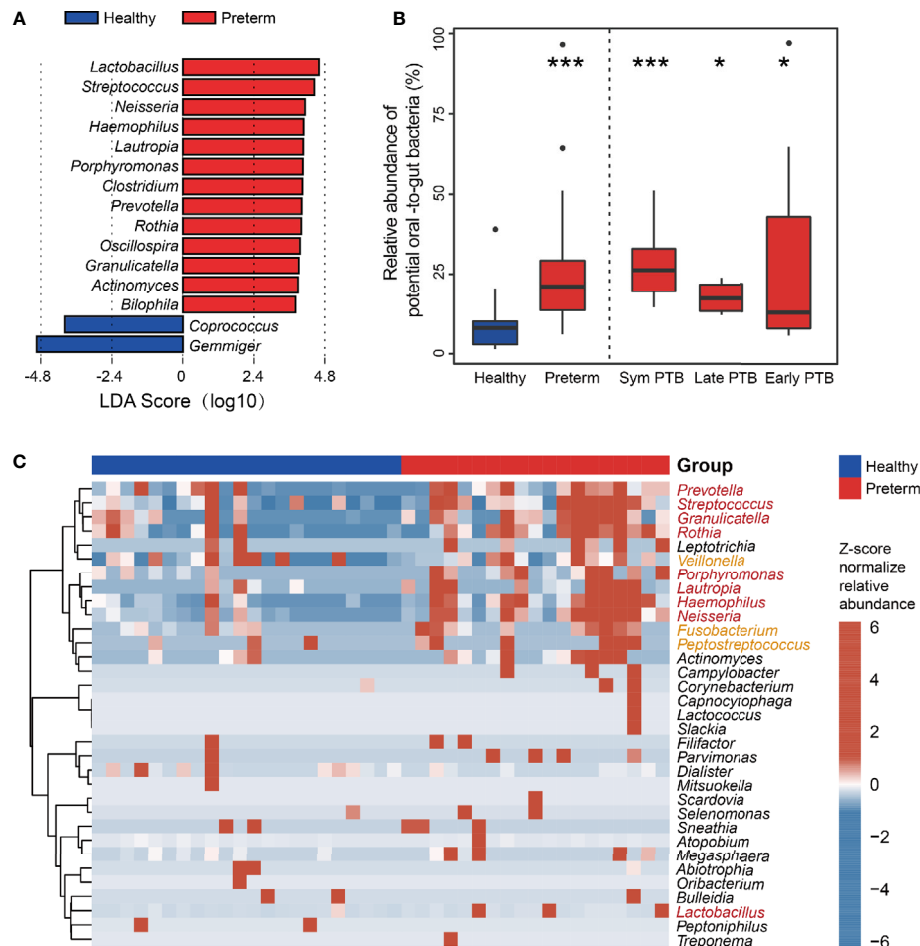 A
Healthy
Preterm
Lactobacillus
Streptococcus
Neisseria
Haemophilus
Lautropia
Porphyromonas
Clostridium
Prevotella
Rothia
Oscillospira
Granulicatella
Actinomyces
Bilophila
Coprococcus
Gemmiger
-4.8 -2.4 0 2.4 4.8
LDA Score (log10)
B
Relative abundance of
potential oral -to-gut bacteria (%)
100
75
50
25
0
*** *** * *
Healthy Preterm Sym PTB Late PTB Early PTB
C
Group
Prevotella
Streptococcus
Granulicatella
Rothia
Leptotrichia
Veillonella
Porphyromonas
Lautropia
Haemophilus
Neisseria
Fusobacterium
Peptostreptococcus
Actinomyces
Campylobacter
Corynebacterium
Capnocytophaga
Lactococcus
Slackia
Filifactor
Parvimonas
Dialister
Mitsuokella
Scardovia
Selenomonas
Sneathia
Atopobium
Megasphaera
Abiotrophia
Oribacterium
Bulleidia
Lactobacillus
Peptoniphilus
Treponema
Healthy
Preterm
Z-score
normalize
relative
abundance
6
4
2
0
−2
−4
−6